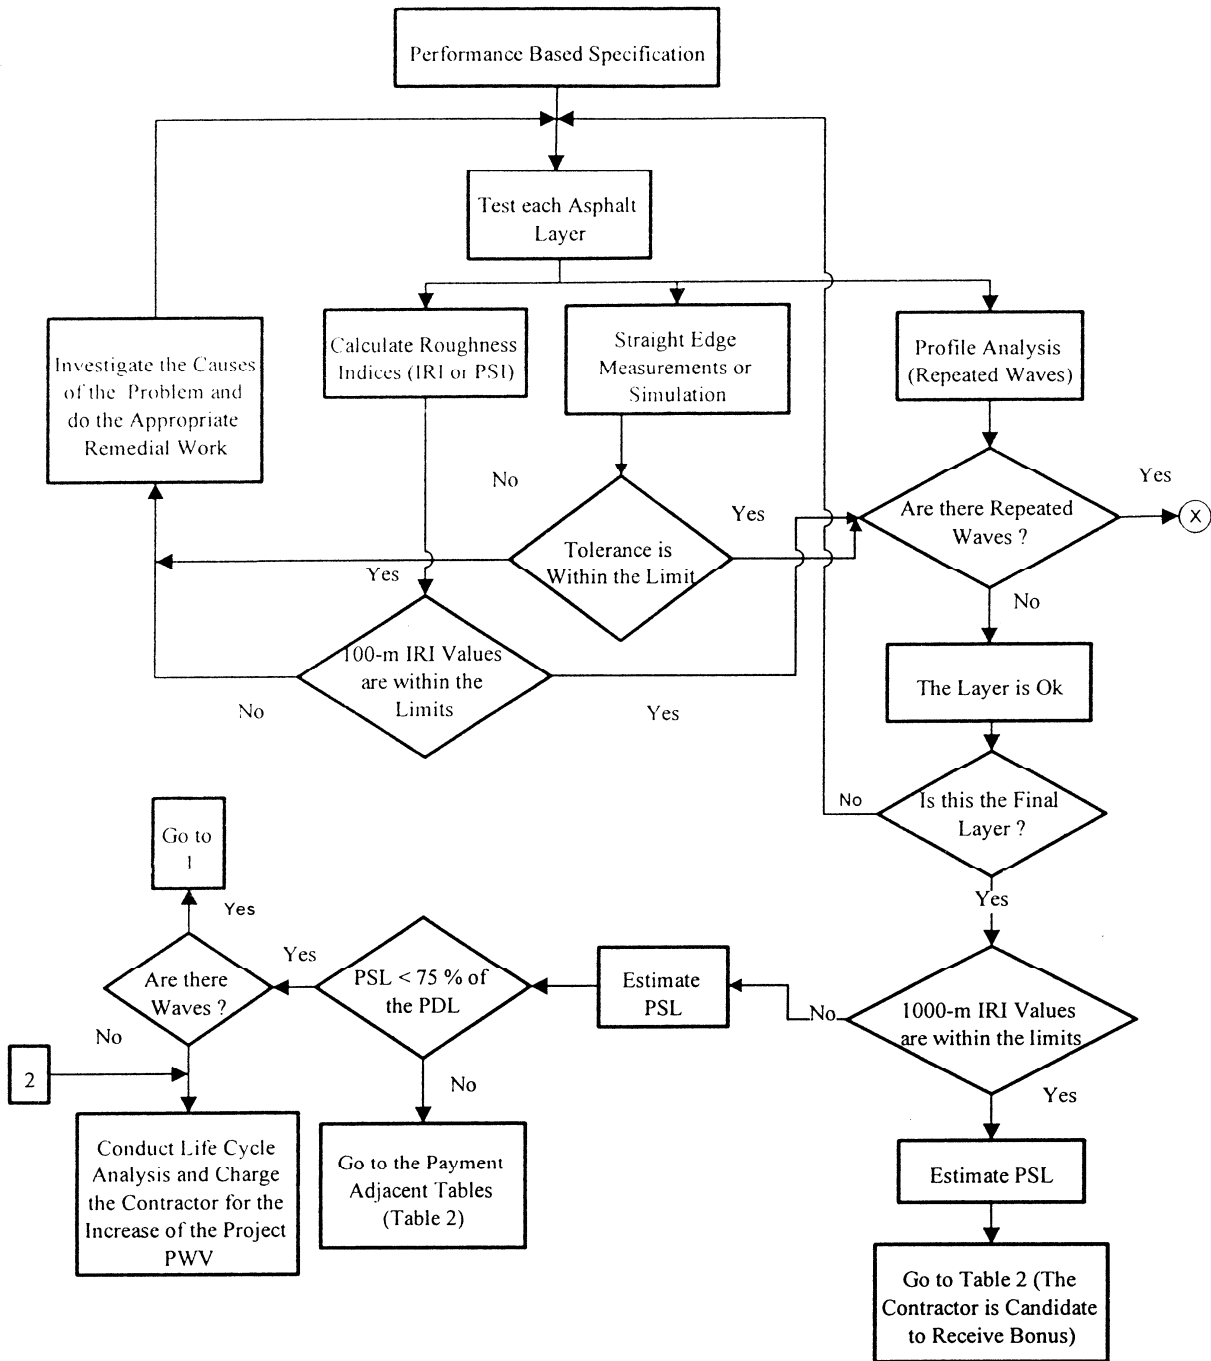 Performance Based Specification
Test each Asphalt
Layer
Investigate the Causes
of the Problem and
do the Appropriate
Remedial Work
Calculate Roughness
Indices (IRI or PSI)
Straight Edge
Measurements or
Simulation
Profile Analysis
(Repeated Waves)
No
Yes
Yes
Are there Repeated
Waves ?
X
Tolerance is
Within the Limit
Yes
No
100-m IRI Values
are within the
Limits
No
Yes
The Layer is Ok
Is this the Final
Layer ?
No
Yes
Go to
1
Yes
Are there
Waves ?
Yes
PSL < 75 % of
the PDL
Estimate
PSL
No
1000-m IRI Values
are within the limits
No
2
No
Yes
Conduct Life Cycle
Analysis and Charge
the Contractor for the
Increase of the Project
PWV
Go to the Payment
Adjacent Tables
(Table 2)
Estimate PSL
Go to Table 2 (The
Contractor is Candidate
to Receive Bonus)